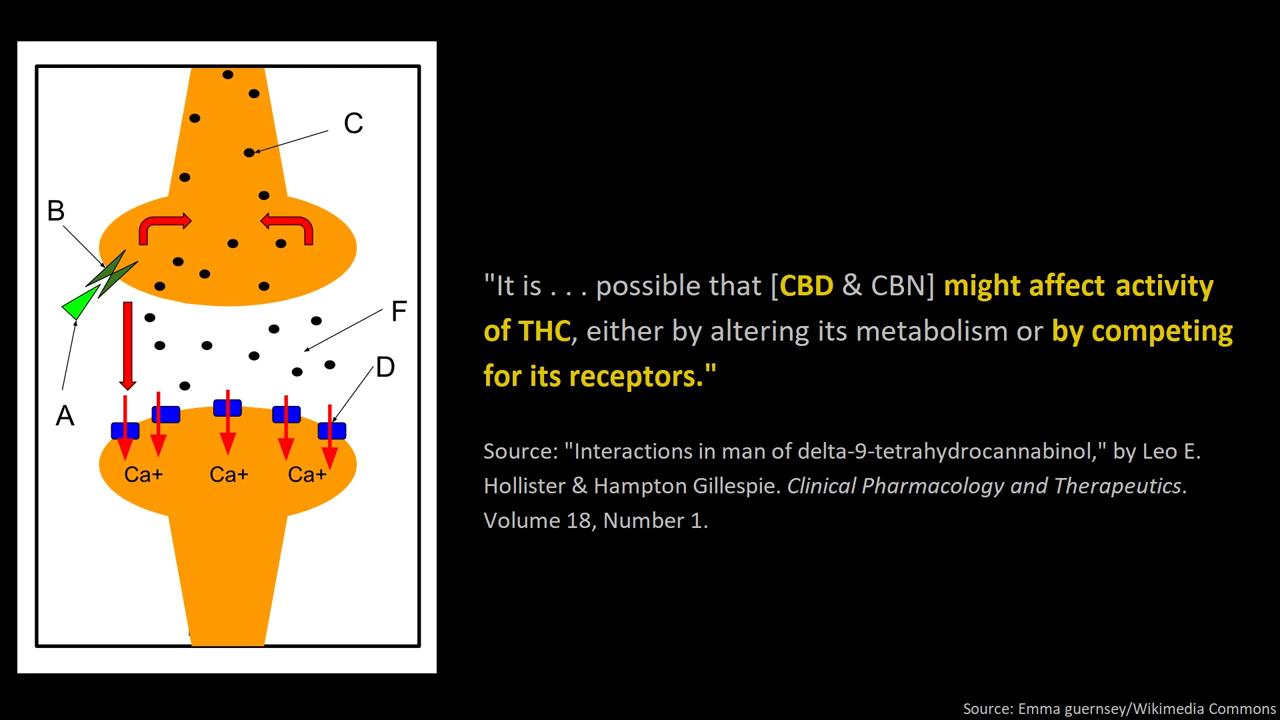 C
B
F
D
A
Ca+ Ca+ Ca+
"It is . . . possible that [CBD & CBN] might affect activity
of THC, either by altering its metabolism or by competing
for its receptors."
Source: "Interactions in man of delta-9-tetrahydrocannabinol," by Leo E.
Hollister & Hampton Gillespie. Clinical Pharmacology and Therapeutics.
Volume 18, Number 1.
Source: Emma guernsey/Wikimedia Commons